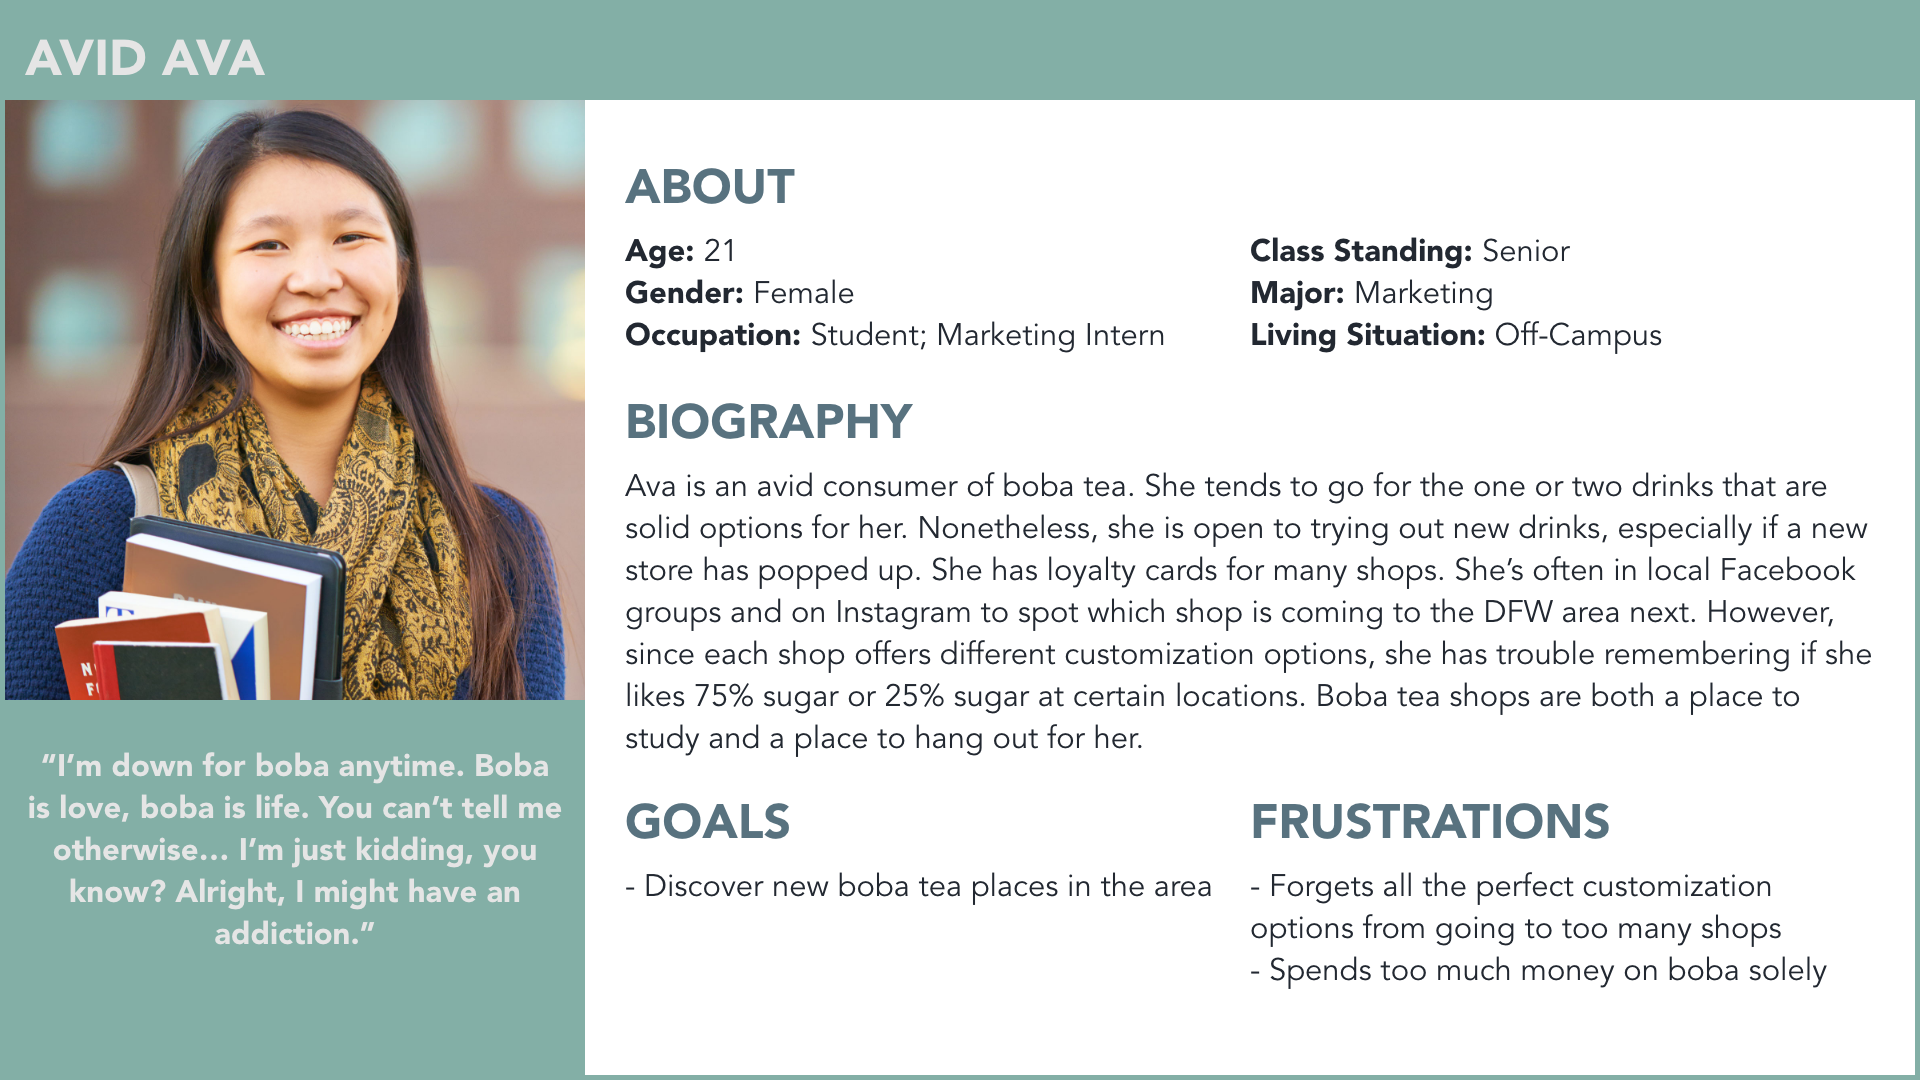 AVID AVA
ABOUT
Age: 21
Gender: Female
Occupation: Student; Marketing Intern
Class Standing: Senior
Major: Marketing
Living Situation: Off-Campus
BIOGRAPHY
Ava is an avid consumer of boba tea. She tends to go for the one or two drinks that are
solid options for her. Nonetheless, she is open to trying out new drinks, especially if a new
store has popped up. She has loyalty cards for many shops. She’s often in local Facebook
groups and on Instagram to spot which shop is coming to the DFW area next. However,
since each shop offers different customization options, she has trouble remembering if she
likes 75% sugar or 25% sugar at certain locations. Boba tea shops are both a place to
study and a place to hang out for her.
GOALS
- Discover new boba tea places in the area
FRUSTRATIONS
- Forgets all the perfect customization
options from going to too many shops
- Spends too much money on boba solely
“I’m down for boba anytime. Boba
is love, boba is life. You can’t tell me
otherwise... I’m just kidding, you
know? Alright, I might have an
addiction.”